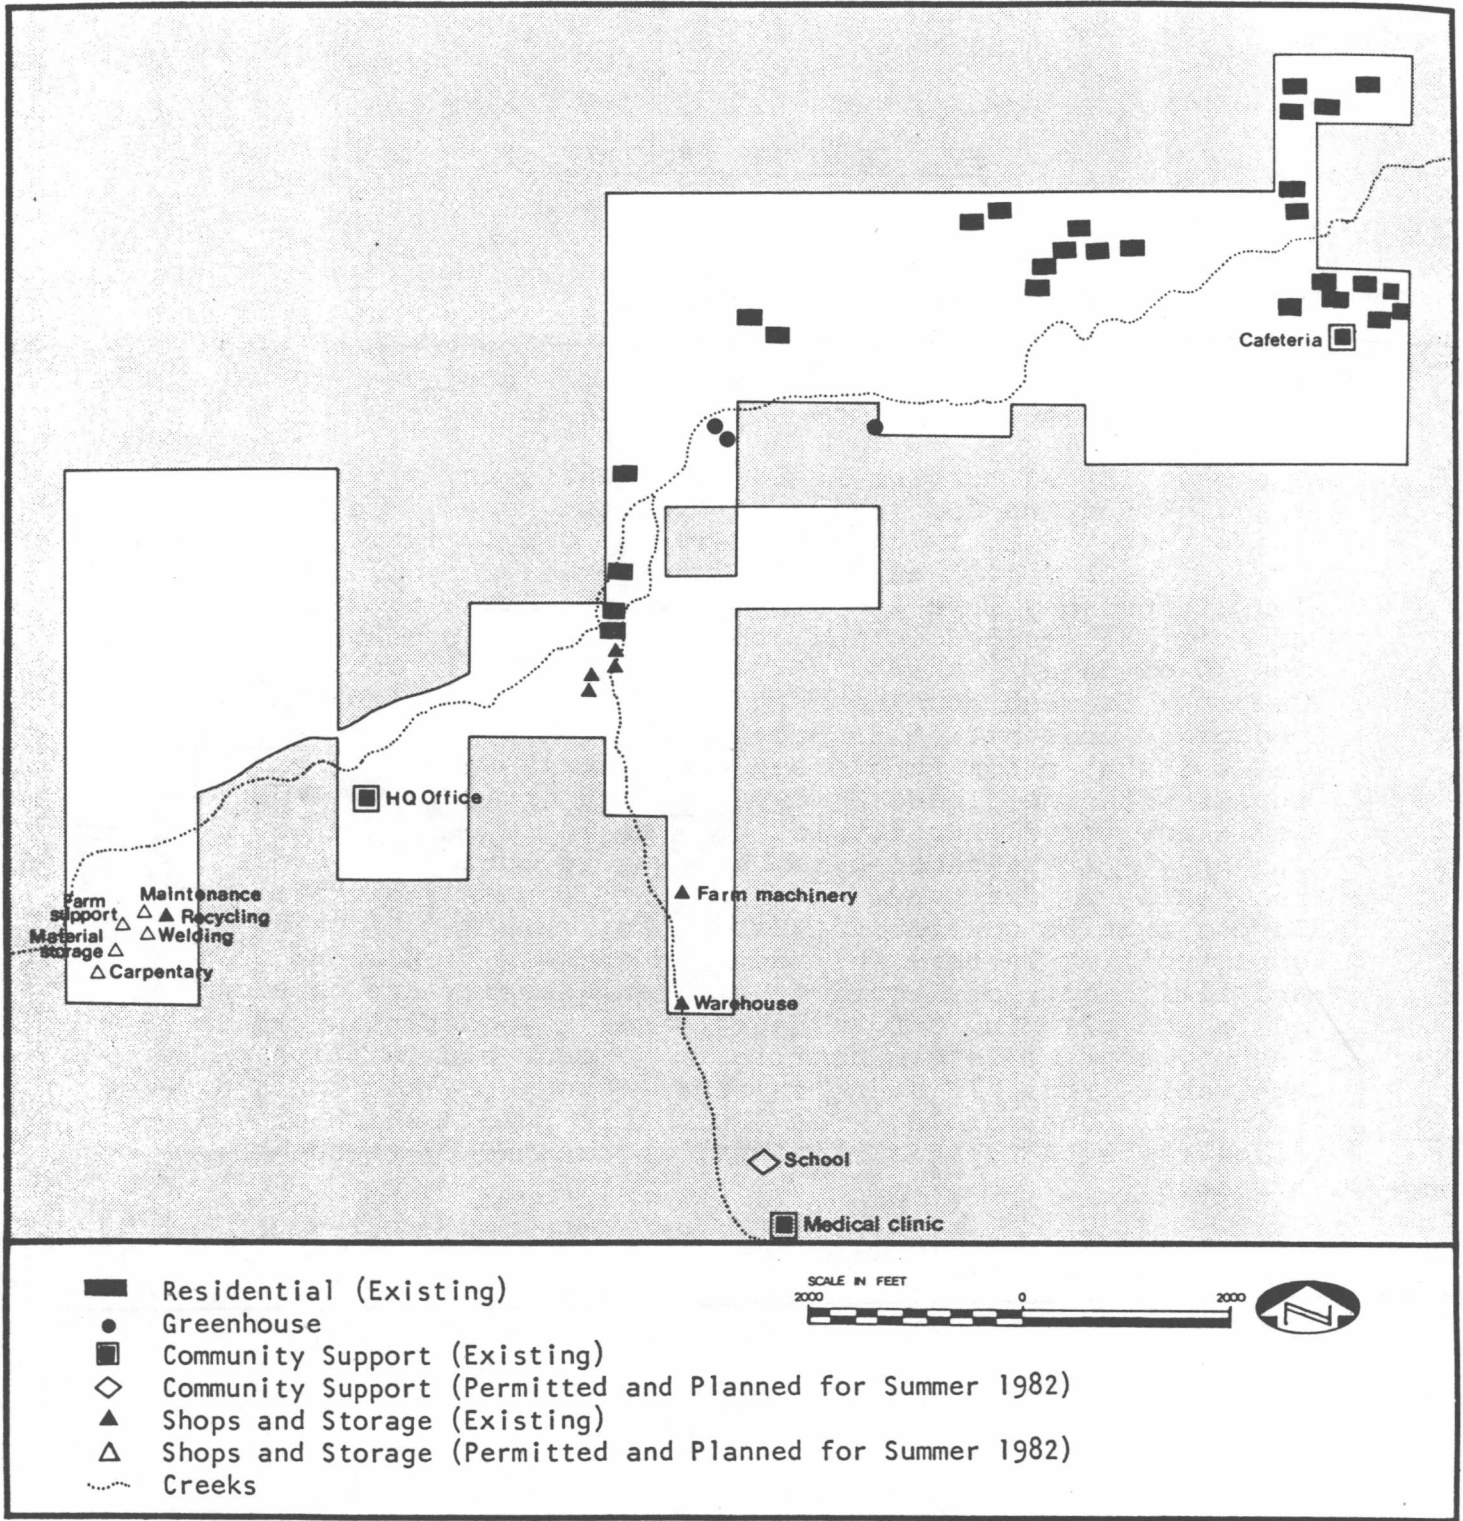 Cafeteria
HQ Office
Farm
support
Maintenance
Recycling
Material
storage
Welding
Carpentary
Farm machinery
Warehouse
School
Medical clinic
Residential (Existing)
Greenhouse
Community Support (Existing)
Community Support (Permitted and Planned for Summer 1982)
Shops and Storage (Existing)
Shops and Storage (Permitted and Planned for Summer 1982)
Creeks
SCALE IN FEET
2000 0 2000
N